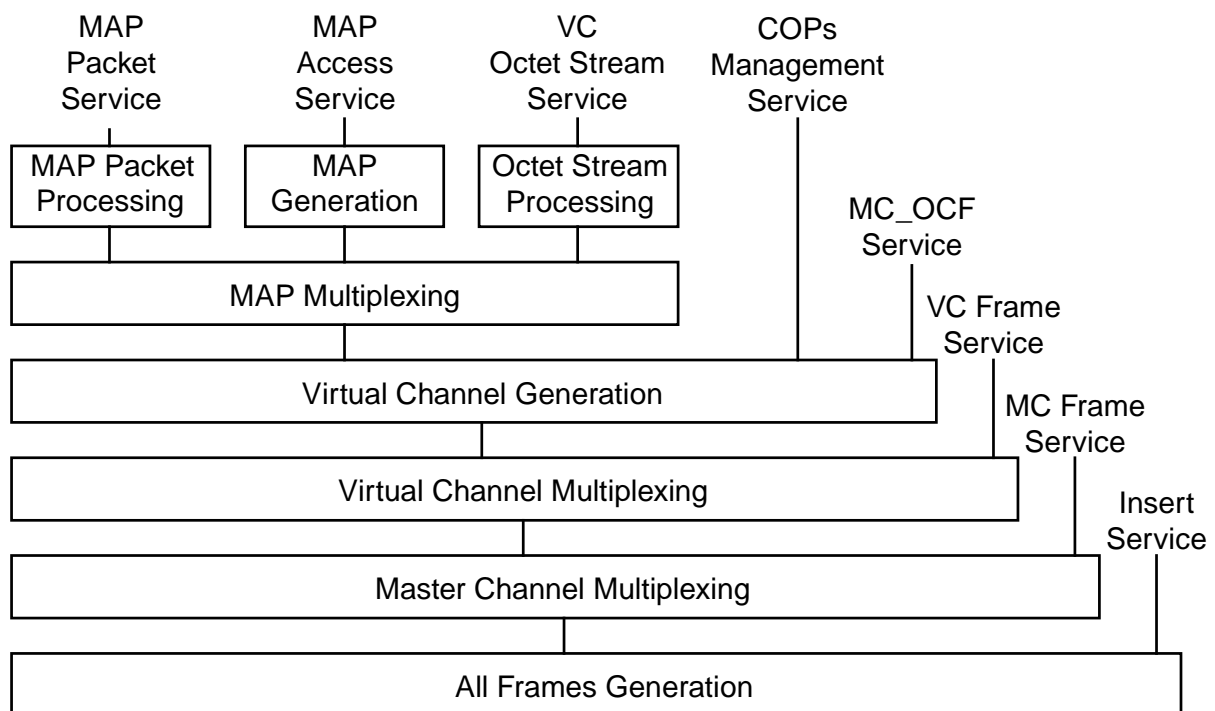 MAP
Packet
Service
MAP
Access
Service
VC
Octet Stream
Service
COPs
Management
Service
MAP Packet
Processing
MAP
Generation
Octet Stream
Processing
MC_OCF
Service
MAP Multiplexing
VC Frame
Service
Virtual Channel Generation
MC Frame
Service
Virtual Channel Multiplexing
Insert
Service
Master Channel Multiplexing
All Frames Generation